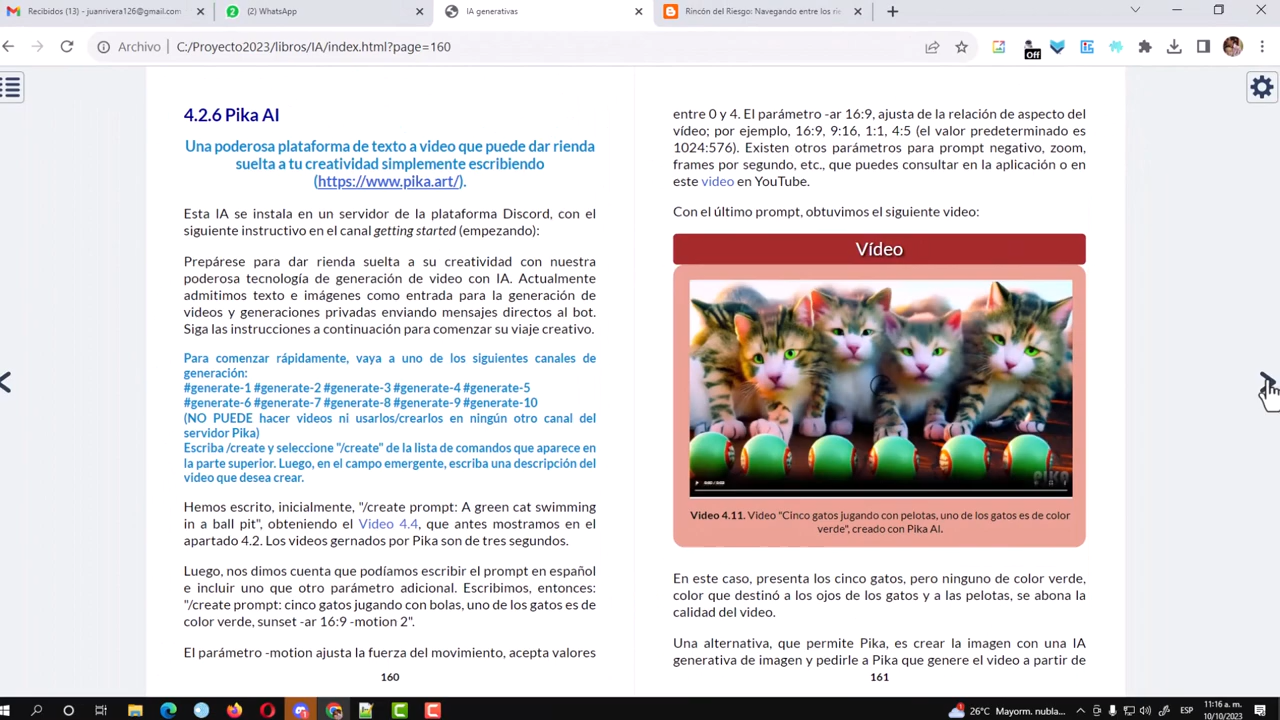 Recibidos (13) - juanrivera126@gmail.com
(2) WhatsApp
IA generativas
Rincón del Riesgo: Navegando entre los rie
Archivo
C:/Proyecto2023/libros/IA/index.html?page=160
Off
4.2.6 Pika AI
Una poderosa plataforma de texto a video que puede dar rienda
suelta a tu creatividad simplemente escribiendo
(https://www.pika.art/).
Esta IA se instala en un servidor de la plataforma Discord, con el
siguiente instructivo en el canal getting started (empezando):
Prepárese para dar rienda suelta a su creatividad con nuestra
poderosa tecnología de generación de video con IA. Actualmente
admitimos texto e imágenes como entrada para la generación de
videos y generaciones privadas enviando mensajes directos al bot.
Siga las instrucciones a continuación para comenzar su viaje creativo.
Para comenzar rápidamente, vaya a uno de los siguientes canales de
generación:
#generate-1 #generate-2 #generate-3 #generate-4 #generate-5
#generate-6 #generate-7 #generate-8 #generate-9 #generate-10
(NO PUEDE hacer videos ni usarlos/crearlos en ningún otro canal del
servidor Pika)
Escriba /create y seleccione "/create" de la lista de comandos que aparece en
la parte superior. Luego, en el campo emergente, escriba una descripción del
video que desea crear.
Hemos escrito, inicialmente, "/create prompt: A green cat swimming
in a ball pit", obteniendo el Video 4.4, que antes mostramos en el
apartado 4.2. Los videos gernados por Pika son de tres segundos.
Luego, nos dimos cuenta que podíamos escribir el prompt en español
e incluir uno que otro parámetro adicional. Escribimos, entonces:
"/create prompt: cinco gatos jugando con bolas, uno de los gatos es de
color verde, sunset -ar 16:9 -motion 2".
El parámetro -motion ajusta la fuerza del movimiento, acepta valores
160
entre 0 y 4. El parámetro -ar 16:9, ajusta de la relación de aspecto del
vídeo; por ejemplo, 16:9, 9:16, 1:1, 4:5 (el valor predeterminado es
1024:576). Existen otros parámetros para prompt negativo, zoom,
frames por segundo, etc., que puedes consultar en la aplicación o en
este video en YouTube.
Con el último prompt, obtuvimos el siguiente video:
Vídeo
PIKA
0:00 / 0:03
Video 4.11. Video "Cinco gatos jugando con pelotas, uno de los gatos es de color
verde", creado con Pika AI.
En este caso, presenta los cinco gatos, pero ninguno de color verde,
color que destinó a los ojos de los gatos y a las pelotas, se abona la
calidad del video.
Una alternativa, que permite Pika, es crear la imagen con una IA
generativa de imagen y pedirle a Pika que genere el video a partir de
161
26°C Mayorm. nubla...
ESP
11:16 a. m.
10/10/2023